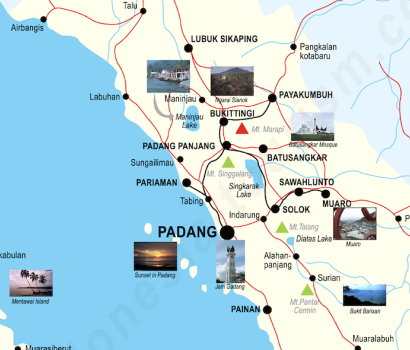 Talu
Airbangis
LUBUK SIKAPING
Pangkalan
kotabaru
Labuhan
Maninjau
Ngarai Sianok
PAYAKUMBUH
Maninjau
Lake
BUKITTINGI
Mt. Marapi
Batusangkar Mosque
PADANG PANJANG
BATUSANGKAR
Sungailimau
Mt. Singgalang
PARIAMAN
Singkarak
Lake
SAWAHLUNTO
Tabing
MUARO
SOLOK
Indarung
PADANG
Mt.Talang
Diatas Lake
Muaro
kabulan
Alahan-
panjang
Sunset in Padang
Jam Gadang
Surian
Mentawai Island
Mt.Pantai
Cermin
Bukit Barisan
PAINAN
Muarasiberut
Muaralabuh